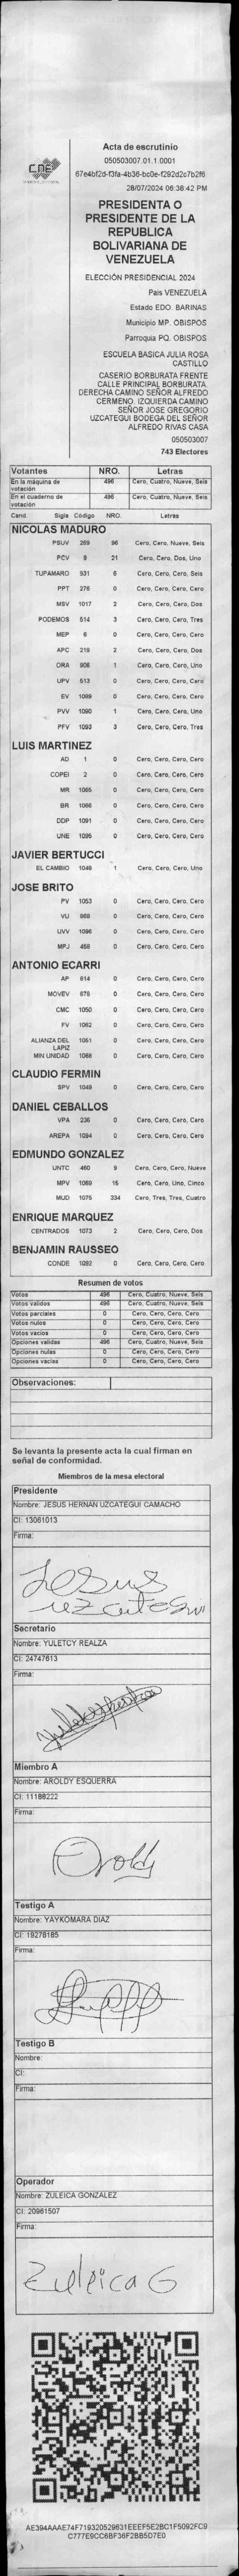 CNE
Acta de escrutinio
050503007.01.1.0001
67e4bf2d-f3fa-4b36-bc0e-f292d2c7b2f6
28/07/2024 06:38:42 PM
PRESIDENTA O
PRESIDENTE DE LA
REPUBLICA
BOLIVARIANA DE
VENEZUELA
ELECCIÓN PRESIDENCIAL 2024
Pais VENEZUELA
Estado EDO. BARINAS
Municipio MP. OBISPOS
Parroquia PQ. OBISPOS
ESCUELA BASICA JULIA ROSA
CASTILLO
CASERIO BORBURATA FRENTE
CALLE PRINCIPAL BORBURATA.
DERECHA CAMINO SEÑOR ALFREDO
CERMEÑO. IZQUIERDA CAMINO
SEÑOR JOSE GREGORIO
UZCATEGUI BODEGA DEL SEÑOR
ALFREDO RIVAS CASA
050503007
743 Electores
Votantes NRO. Letras
En la máquina de votación 496 Cero, Cuatro, Nueve, Seis
En el cuaderno de votación 496 Cero, Cuatro, Nueve, Seis
Cand. Sigla Código NRO. Letras
NICOLAS MADURO
PSUV 269 96 Cero, Cero, Nueve, Seis
PCV 9 21 Cero, Cero, Dos, Uno
TUPAMARO 931 6 Cero, Cero, Cero, Seis
PPT 276 0 Cero, Cero, Cero, Cero
MSV 1017 2 Cero, Cero, Cero, Dos
PODEMOS 514 3 Cero, Cero, Cero, Tres
MEP 6 0 Cero, Cero, Cero, Cero
APC 219 2 Cero, Cero, Cero, Dos
ORA 908 1 Cero, Cero, Cero, Uno
UPV 513 0 Cero, Cero, Cero, Cero
EV 1089 0 Cero, Cero, Cero, Cero
PVV 1090 1 Cero, Cero, Cero, Uno
PFV 1093 3 Cero, Cero, Cero, Tres
LUIS MARTINEZ
AD 1 0 Cero, Cero, Cero, Cero
COPEI 2 0 Cero, Cero, Cero, Cero
MR 1065 0 Cero, Cero, Cero, Cero
BR 1066 0 Cero, Cero, Cero, Cero
DDP 1091 0 Cero, Cero, Cero, Cero
UNE 1095 0 Cero, Cero, Cero, Cero
JAVIER BERTUCCI
EL CAMBIO 1048 1 Cero, Cero, Cero, Uno
JOSE BRITO
PV 1053 0 Cero, Cero, Cero, Cero
VU 968 0 Cero, Cero, Cero, Cero
UVV 1096 0 Cero, Cero, Cero, Cero
MPJ 458 0 Cero, Cero, Cero, Cero
ANTONIO ECARRI
AP 614 0 Cero, Cero, Cero, Cero
MOVEV 678 0 Cero, Cero, Cero, Cero
CMC 1050 0 Cero, Cero, Cero, Cero
FV 1062 0 Cero, Cero, Cero, Cero
ALIANZA DEL LAPIZ 1051 0 Cero, Cero, Cero, Cero
MIN UNIDAD 1068 0 Cero, Cero, Cero, Cero
CLAUDIO FERMIN
SPV 1049 0 Cero, Cero, Cero, Cero
DANIEL CEBALLOS
VPA 236 0 Cero, Cero, Cero, Cero
AREPA 1094 0 Cero, Cero, Cero, Cero
EDMUNDO GONZALEZ
UNTC 460 9 Cero, Cero, Cero, Nueve
MPV 1069 15 Cero, Cero, Uno, Cinco
MUD 1075 334 Cero, Tres, Tres, Cuatro
ENRIQUE MARQUEZ
CENTRADOS 1073 2 Cero, Cero, Cero, Dos
BENJAMIN RAUSSEO
CONDE 1092 0 Cero, Cero, Cero, Cero
Resumen de votos
Votos 496 Cero, Cuatro, Nueve, Seis
Votos validos 496 Cero, Cuatro, Nueve, Seis
Votos parciales 0 Cero, Cero, Cero, Cero
Votos nulos 0 Cero, Cero, Cero, Cero
Votos vacios 0 Cero, Cero, Cero, Cero
Opciones validas 496 Cero, Cuatro, Nueve, Seis
Opciones nulas 0 Cero, Cero, Cero, Cero
Opciones vacias 0 Cero, Cero, Cero, Cero
Observaciones:
Se levanta la presente acta la cual firman en
señal de conformidad.
Miembros de la mesa electoral
Presidente
Nombre: JESUS HERNAN UZCATEGUI CAMACHO
CI: 13061013
Firma:
Jesus
Secretario
Nombre: YULETCY REALZA
CI: 24747613
Firma:
Miembro A
Nombre: AROLDY ESQUERRA
CI: 11188222
Firma:
Aroldy
Testigo A
Nombre: YAYKOMARA DIAZ
CI: 19278185
Firma:
Testigo B
Nombre:
CI:
Firma:
Operador
Nombre: ZULEICA GONZALEZ
CI: 20961507
Firma:
Zuleica G
AE394AAAE74F719320529631EEEF5E2BC1F5092FC9
C777E9CC6BF36F2BB5D7E0